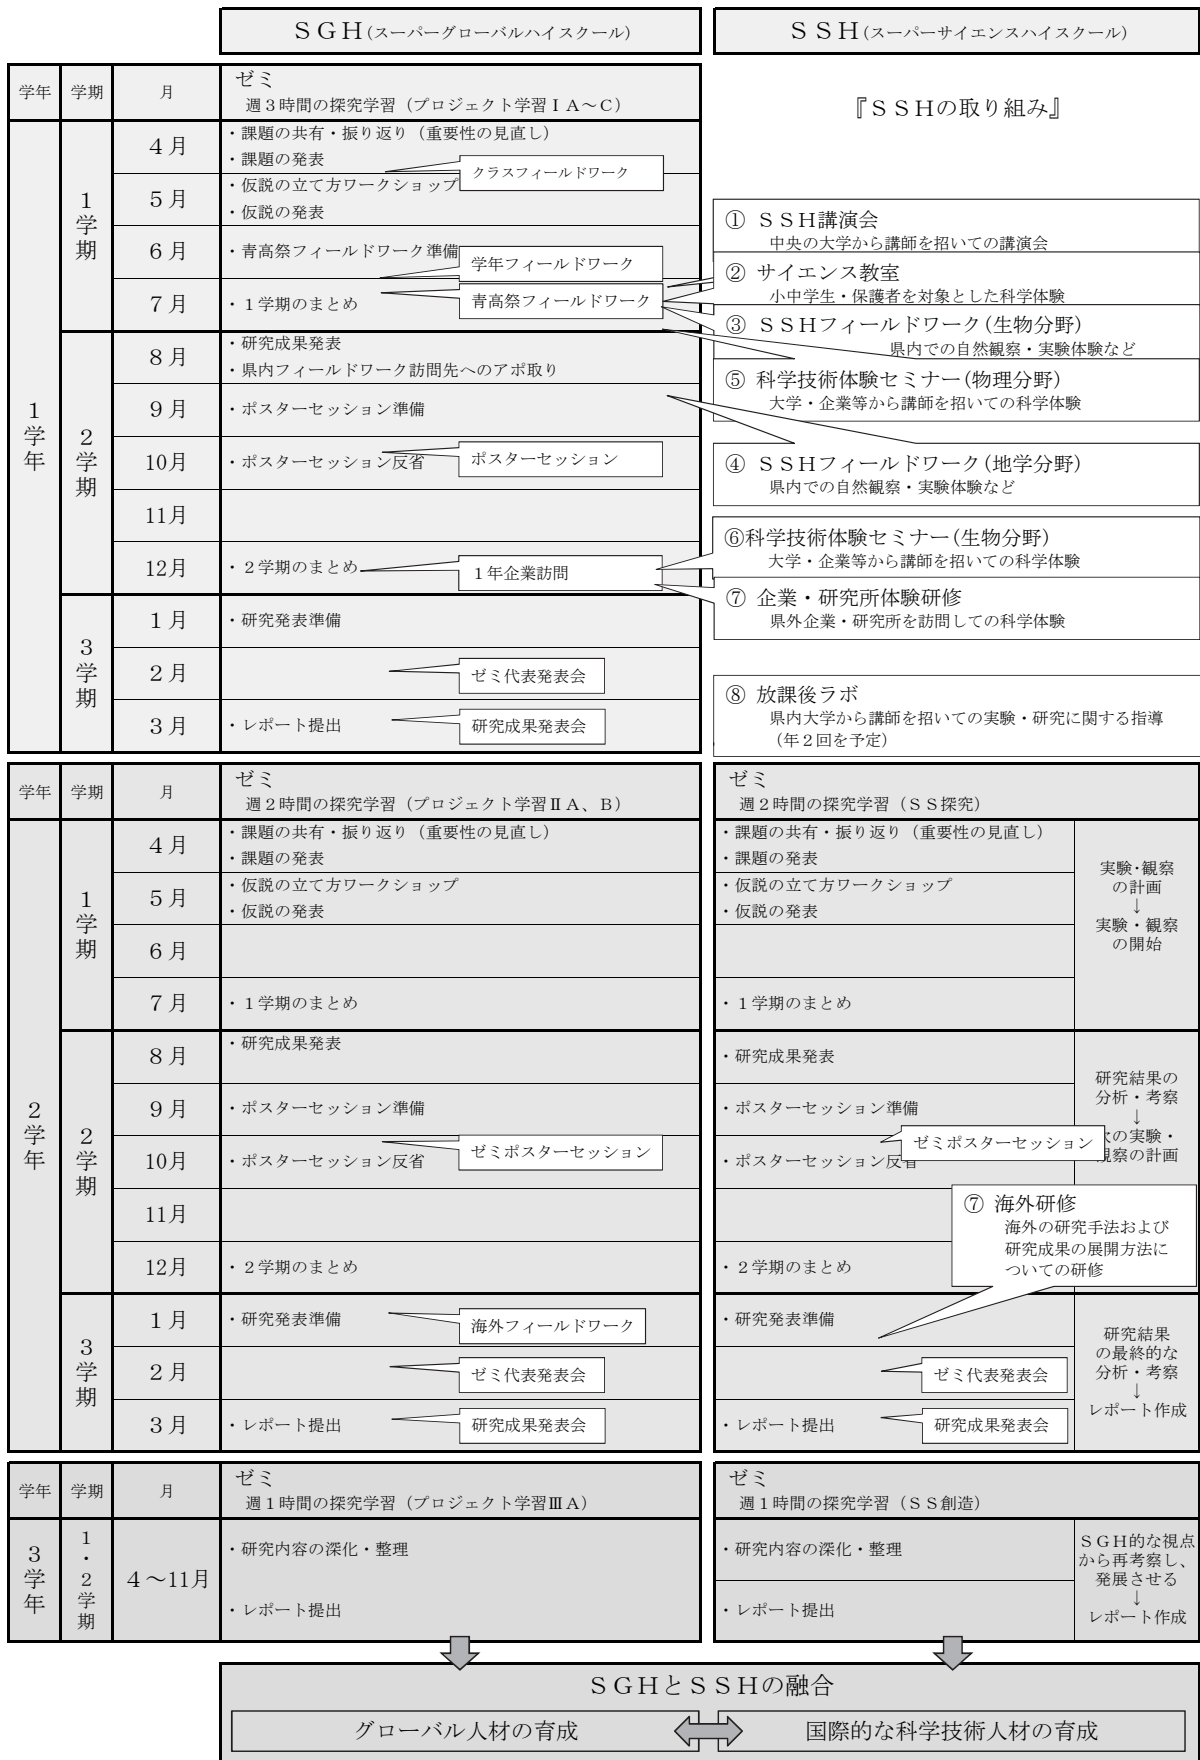 ＳＧＨ(スーパーグローバルハイスクール)
ＳＳＨ(スーパーサイエンスハイスクール)
学年
学期
月
ゼミ
週３時間の探究学習（プロジェクト学習ⅠＡ～Ｃ）
『ＳＳＨの取り組み』
１学年
１学期
４月
・課題の共有・振り返り（重要性の見直し）
・課題の発表
クラスフィールドワーク
５月
・仮説の立て方ワークショップ
・仮説の発表
６月
・青高祭フィールドワーク準備
学年フィールドワーク
７月
・１学期のまとめ
青高祭フィールドワーク
２学期
８月
・研究成果発表
・県内フィールドワーク訪問先へのアポ取り
９月
・ポスターセッション準備
10月
・ポスターセッション反省
ポスターセッション
11月
12月
・２学期のまとめ
１年企業訪問
３学期
１月
・研究発表準備
２月
ゼミ代表発表会
３月
・レポート提出
研究成果発表会
① ＳＳＨ講演会
中央の大学から講師を招いての講演会
② サイエンス教室
小中学生・保護者を対象とした科学体験
③ ＳＳＨフィールドワーク(生物分野)
県内での自然観察・実験体験など
⑤ 科学技術体験セミナー(物理分野)
大学・企業等から講師を招いての科学体験
④ ＳＳＨフィールドワーク(地学分野)
県内での自然観察・実験体験など
⑥科学技術体験セミナー(生物分野)
大学・企業等から講師を招いての科学体験
⑦ 企業・研究所体験研修
県外企業・研究所を訪問しての科学体験
⑧ 放課後ラボ
県内大学から講師を招いての実験・研究に関する指導
（年２回を予定）
学年
学期
月
ゼミ
週２時間の探究学習（プロジェクト学習ⅡＡ、Ｂ）
ゼミ
週２時間の探究学習（ＳＳ探究）
２学年
１学期
４月
・課題の共有・振り返り（重要性の見直し）
・課題の発表
・課題の共有・振り返り（重要性の見直し）
・課題の発表
５月
・仮説の立て方ワークショップ
・仮説の発表
・仮説の立て方ワークショップ
・仮説の発表
６月
７月
・１学期のまとめ
・１学期のまとめ
実験・観察
の計画
↓
実験・観察
の開始
２学期
８月
・研究成果発表
・研究成果発表
９月
・ポスターセッション準備
・ポスターセッション準備
10月
・ポスターセッション反省
ゼミポスターセッション
・ポスターセッション反省
ゼミポスターセッション
研究結果の
分析・考察
↓
次の実験・
観察の計画
11月
12月
・２学期のまとめ
・２学期のまとめ
⑦ 海外研修
海外の研究手法および
研究成果の展開方法に
ついての研修
３学期
１月
・研究発表準備
海外フィールドワーク
・研究発表準備
２月
ゼミ代表発表会
ゼミ代表発表会
３月
・レポート提出
研究成果発表会
・レポート提出
研究成果発表会
研究結果
の最終的な
分析・考察
↓
レポート作成
学年
学期
月
ゼミ
週１時間の探究学習（プロジェクト学習ⅢＡ）
ゼミ
週１時間の探究学習（ＳＳ創造）
３学年
１・２学期
４～11月
・研究内容の深化・整理
・レポート提出
・研究内容の深化・整理
・レポート提出
ＳＧＨ的な視点
から再考察し、
発展させる
↓
レポート作成
ＳＧＨとＳＳＨの融合
グローバル人材の育成
国際的な科学技術人材の育成